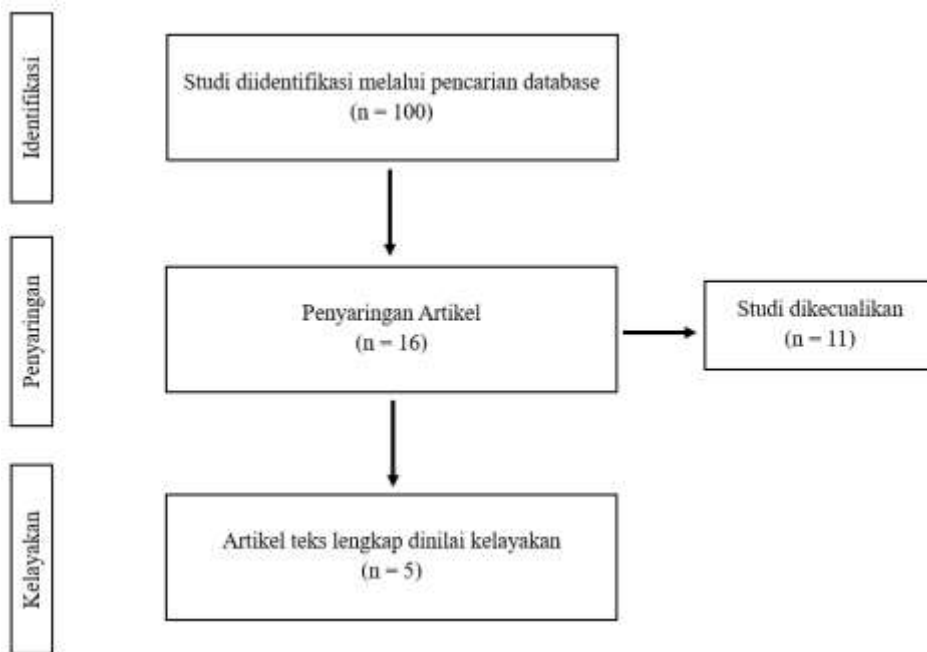 Identifikasi
Studi diidentifikasi melalui pencarian database
(n = 100)
Penyaringan
Penyaringan Artikel
(n = 16)
Studi dikecualikan
(n = 11)
Kelayakan
Artikel teks lengkap dinilai kelayakan
(n = 5)